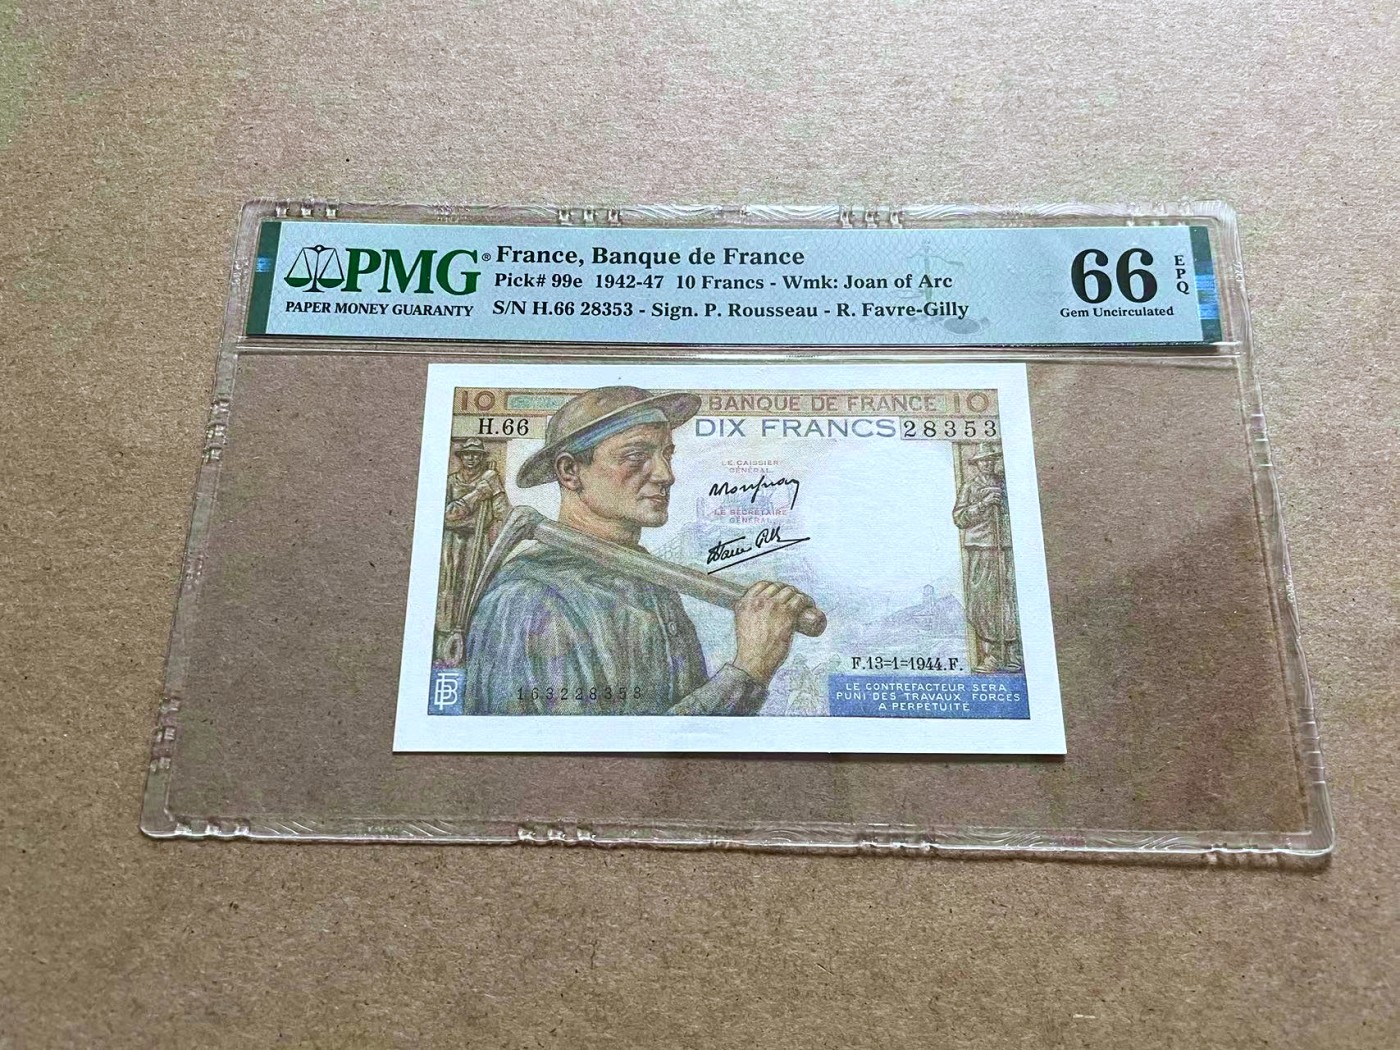 PMG®
PAPER MONEY GUARANTY
France, Banque de France
Pick# 99e 1942-47 10 Francs - Wmk: Joan of Arc
S/N H.66 28353 - Sign. P. Rousseau - R. Favre-Gilly
66 EPQ
Gem Uncirculated
10 BANQUE DE FRANCE 10
H.66 DIX FRANCS 28353
LE CAISSIER
GÉNÉRAL
LE SECRÉTAIRE
GÉNÉRAL
F.13=1=1944.F.
163228353
LE CONTREFACTEUR SERA
PUNI DES TRAVAUX FORCÉS
A PERPÉTUITÉ